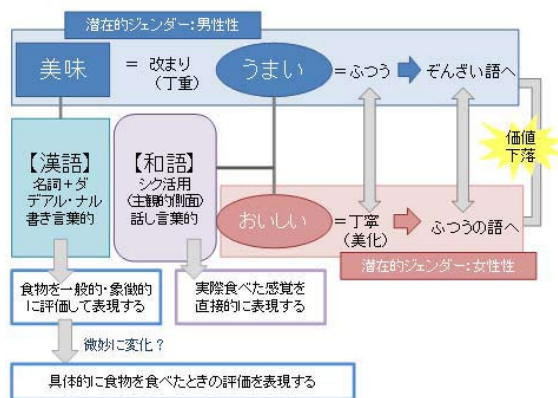 潜在的ジェンダー:男性性
美味
=
改まり
(丁重)
うまい
=ふつう
ぞんざい語へ
【漢語】
名詞+ダ
デアル・ナル
書き言葉的
【和語】
シク活用
(主観的側面)
話し言葉的
価値
下落
おいしい
=丁寧
(美化)
ふつうの語へ
潜在的ジェンダー:女性性
食物を一般的・象徴的
に評価して表現する
実際食べた感覚を
直接的に表現する
微妙に変化?
具体的に食物を食べたときの評価を表現する